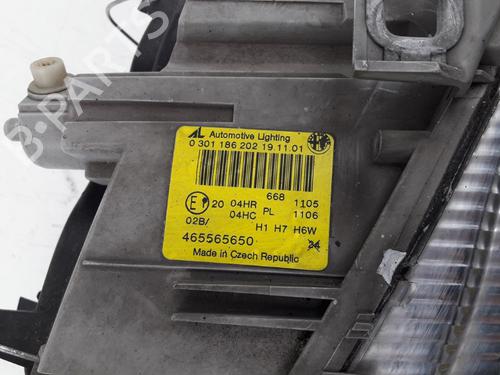 B-PARTS
AL Automotive Lighting
0 301 186 202 19.11.01
668 1105
E 20 04HR PL 1106
02B/ 04HC
H1 H7 H6W
465565650 24
Made in Czech Republic